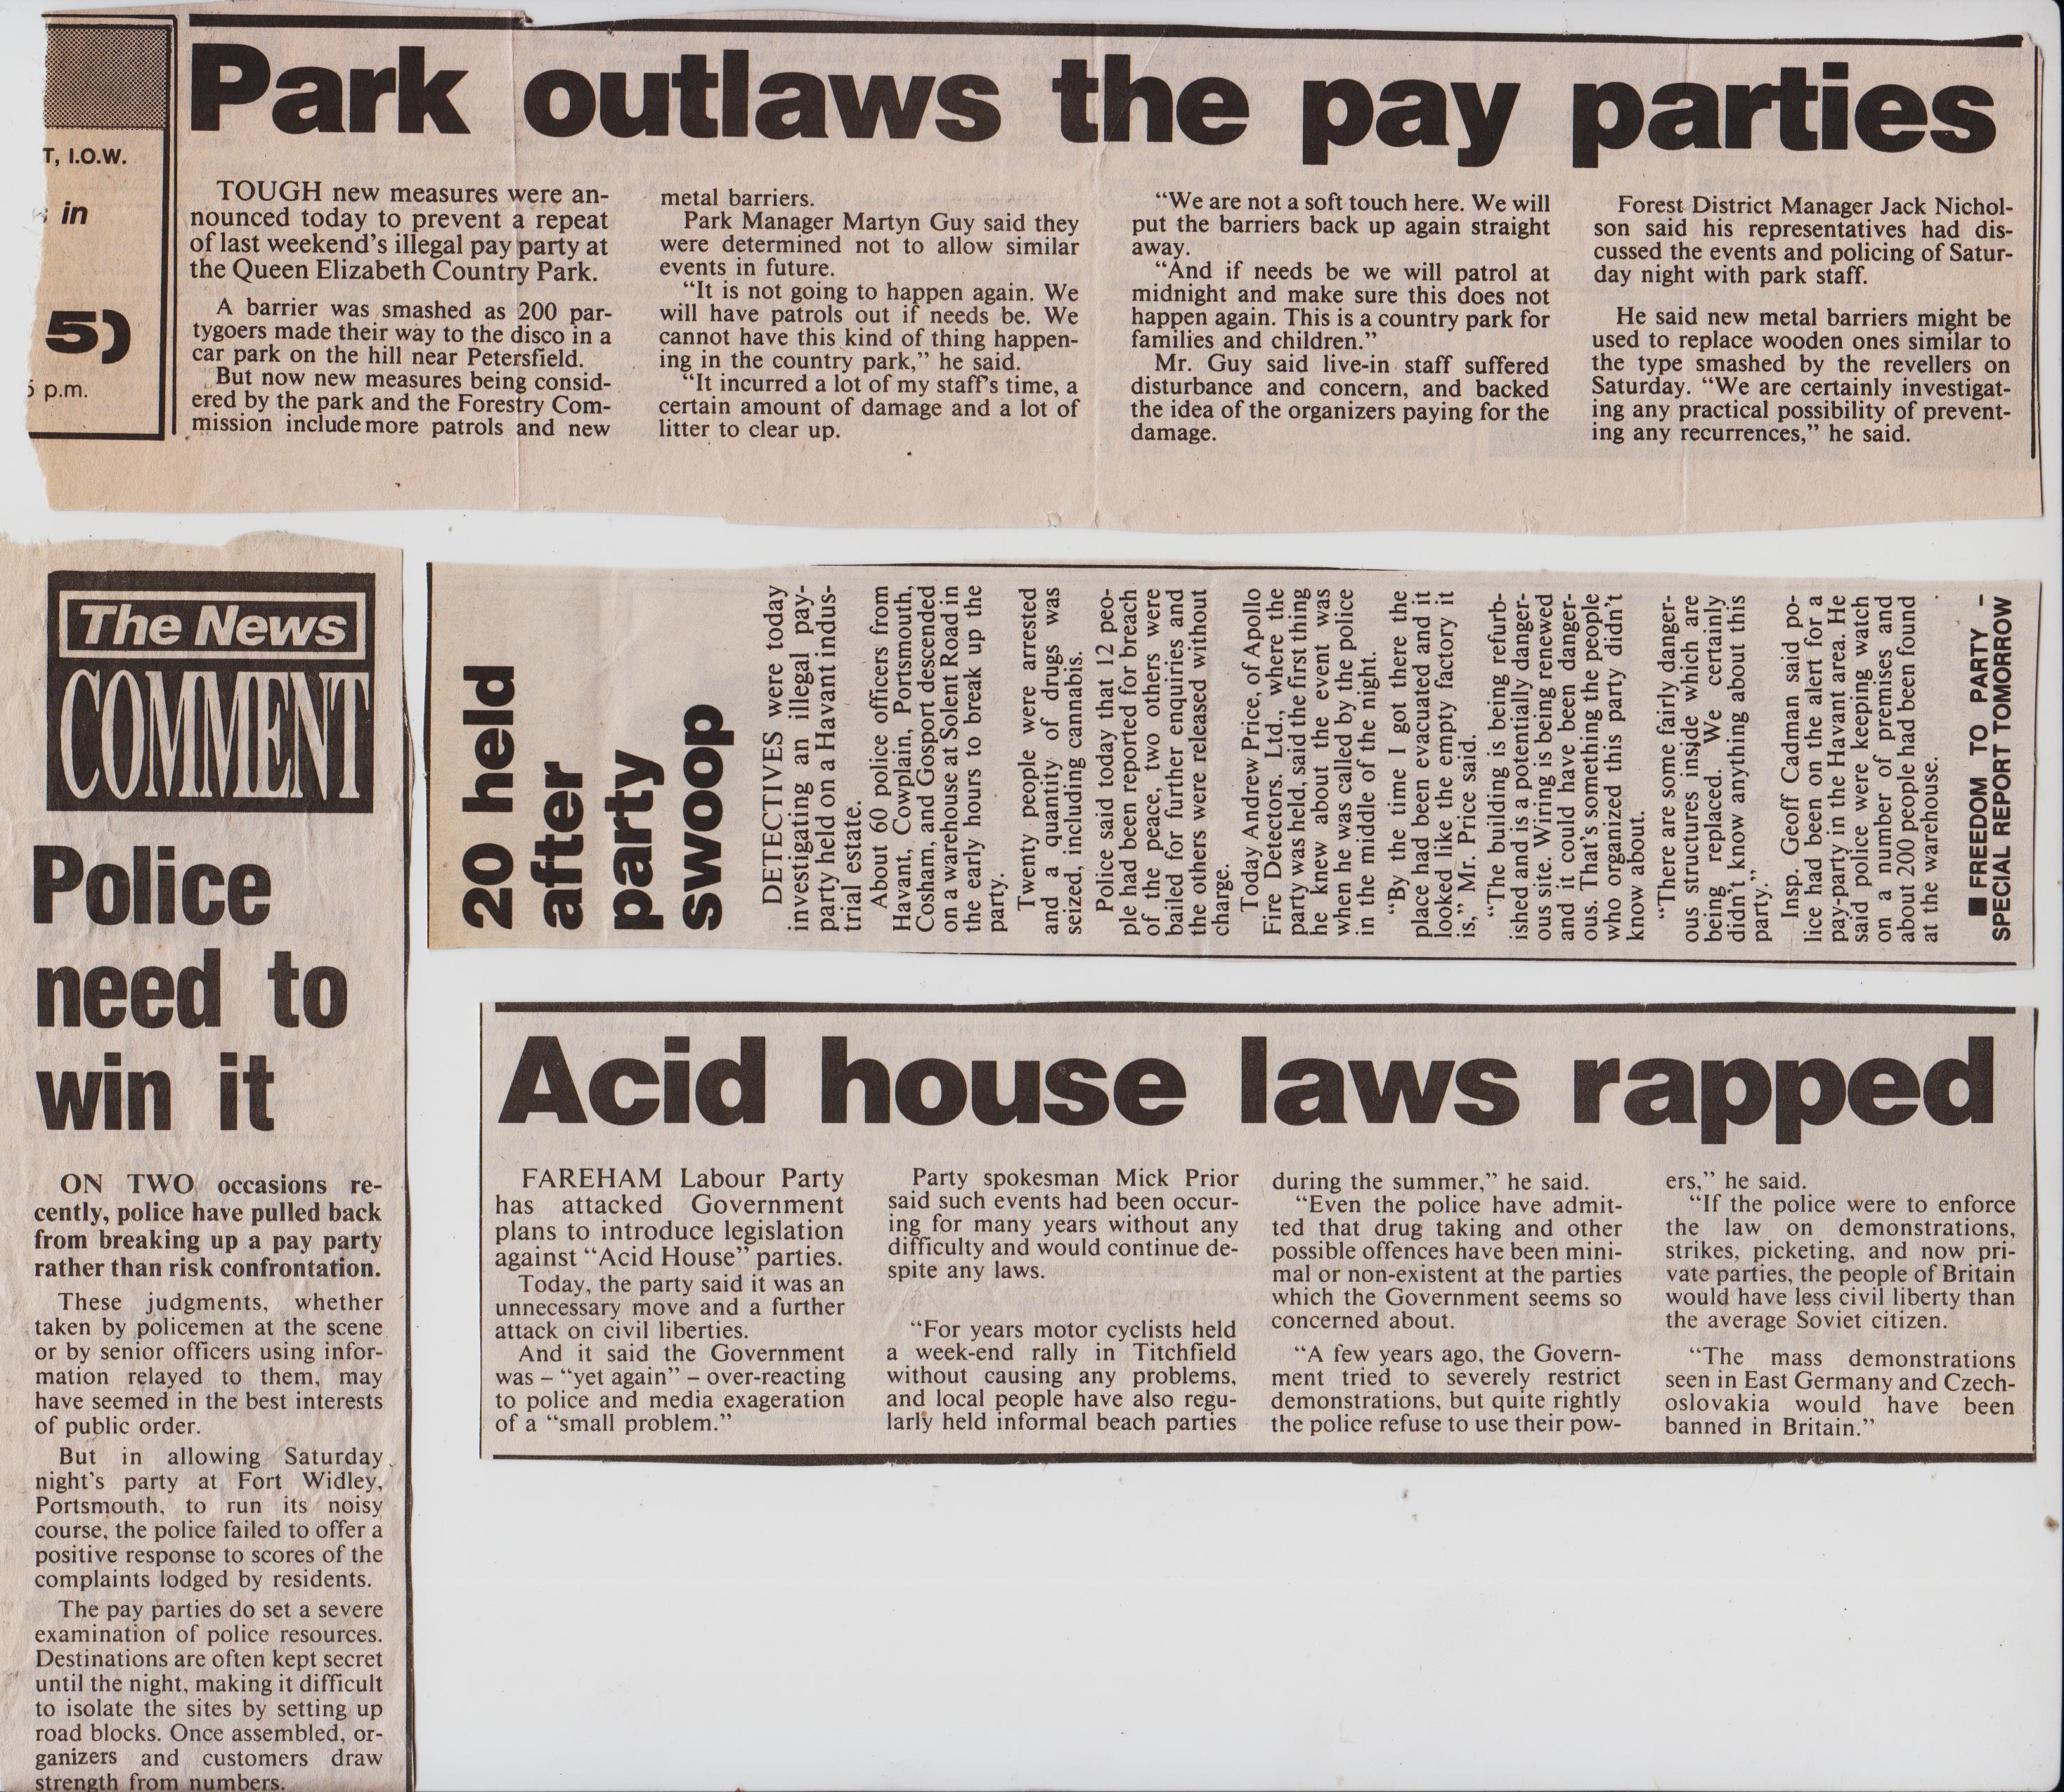 T, I.O.W.
in
5)
p.m.
Park outlaws the pay parties
TOUGH new measures were an-
nounced today to prevent a repeat
of last weekend's illegal pay party at
the Queen Elizabeth Country Park.
A barrier was smashed as 200 par-
tygoers made their way to the disco in a
car park on the hill near Petersfield.
But now new measures being consid-
ered by the park and the Forestry Com-
mission include more patrols and new
metal barriers.
Park Manager Martyn Guy said they
were determined not to allow similar
events in future.
"It is not going to happen again. We
will have patrols out if needs be. We
cannot have this kind of thing happen-
ing in the country park," he said.
"It incurred a lot of my staff's time, a
certain amount of damage and a lot of
litter to clear up.
"We are not a soft touch here. We will
put the barriers back up again straight
away.
"And if needs be we will patrol at
midnight and make sure this does not
happen again. This is a country park for
families and children."
Mr. Guy said live-in staff suffered
disturbance and concern, and backed
the idea of the organizers paying for the
damage.
Forest District Manager Jack Nichol-
son said his representatives had dis-
cussed the events and policing of Satur-
day night with park staff.
He said new metal barriers might be
used to replace wooden ones similar to
the type smashed by the revellers on
Saturday. "We are certainly investigat-
ing any practical possibility of prevent-
ing any recurrences," he said.
The News
COMMENT
Police
need to
win it
ON TWO occasions re-
cently, police have pulled back
from breaking up a pay party
rather than risk confrontation.
These judgments, whether
taken by policemen at the scene
or by senior officers using infor-
mation relayed to them, may
have seemed in the best interests
of public order.
But in allowing Saturday
night's party at Fort Widley,
Portsmouth, to run its noisy
course, the police failed to offer a
positive response to scores of the
complaints lodged by residents.
The pay parties do set a severe
examination of police resources.
Destinations are often kept secret
until the night, making it difficult
to isolate the sites by setting up
road blocks. Once assembled, or-
ganizers and customers draw
strength from numbers.
20 held
after
party
swoop
DETECTIVES were today
investigating an illegal pay-
party held on a Havant indus-
trial estate.
About 60 police officers from
Havant, Cowplain, Portsmouth,
Cosham, and Gosport descended
on a warehouse at Solent Road in
the early hours to break up the
party.
Twenty people were arrested
and a quantity of drugs was
seized, including cannabis.
Police said today that 12 peo-
ple had been reported for breach
of the peace, two others were
bailed for further enquiries and
the others were released without
charge.
Today Andrew Price, of Apollo
Fire Detectors. Ltd., where the
party was held, said the first thing
he knew about the event was
when he was called by the police
in the middle of the night.
"By the time I got there the
place had been evacuated and it
looked like the empty factory it
is," Mr. Price said.
"The building is being refurb-
ished and is a potentially danger-
ous site. Wiring is being renewed
and it could have been danger-
ous. That's something the people
who organized this party didn't
know about.
"There are some fairly danger-
ous structures inside which are
being replaced. We certainly
didn't know anything about this
party."
Insp. Geoff Cadman said po-
lice had been on the alert for a
pay-party in the Havant area. He
said police were keeping watch
on a number of premises and
about 200 people had been found
at the warehouse.
■ FREEDOM TO PARTY –
SPECIAL REPORT TOMORROW
Acid house laws rapped
FAREHAM Labour Party
has attacked Government
plans to introduce legislation
against "Acid House" parties.
Today, the party said it was an
unnecessary move and a further
attack on civil liberties.
And it said the Government
was – "yet again" – over-reacting
to police and media exageration
of a "small problem."
Party spokesman Mick Prior
said such events had been occur-
ing for many years without any
difficulty and would continue de-
spite any laws.
"For years motor cyclists held
a week-end rally in Titchfield
without causing any problems,
and local people have also regu-
larly held informal beach parties
during the summer," he said.
"Even the police have admit-
ted that drug taking and other
possible offences have been mini-
mal or non-existent at the parties
which the Government seems so
concerned about.
"A few years ago, the Govern-
ment tried to severely restrict
demonstrations, but quite rightly
the police refuse to use their pow-
ers," he said.
"If the police were to enforce
the law on demonstrations,
strikes, picketing, and now pri-
vate parties, the people of Britain
would have less civil liberty than
the average Soviet citizen.
"The mass demonstrations
seen in East Germany and Czech-
oslovakia would have been
banned in Britain."